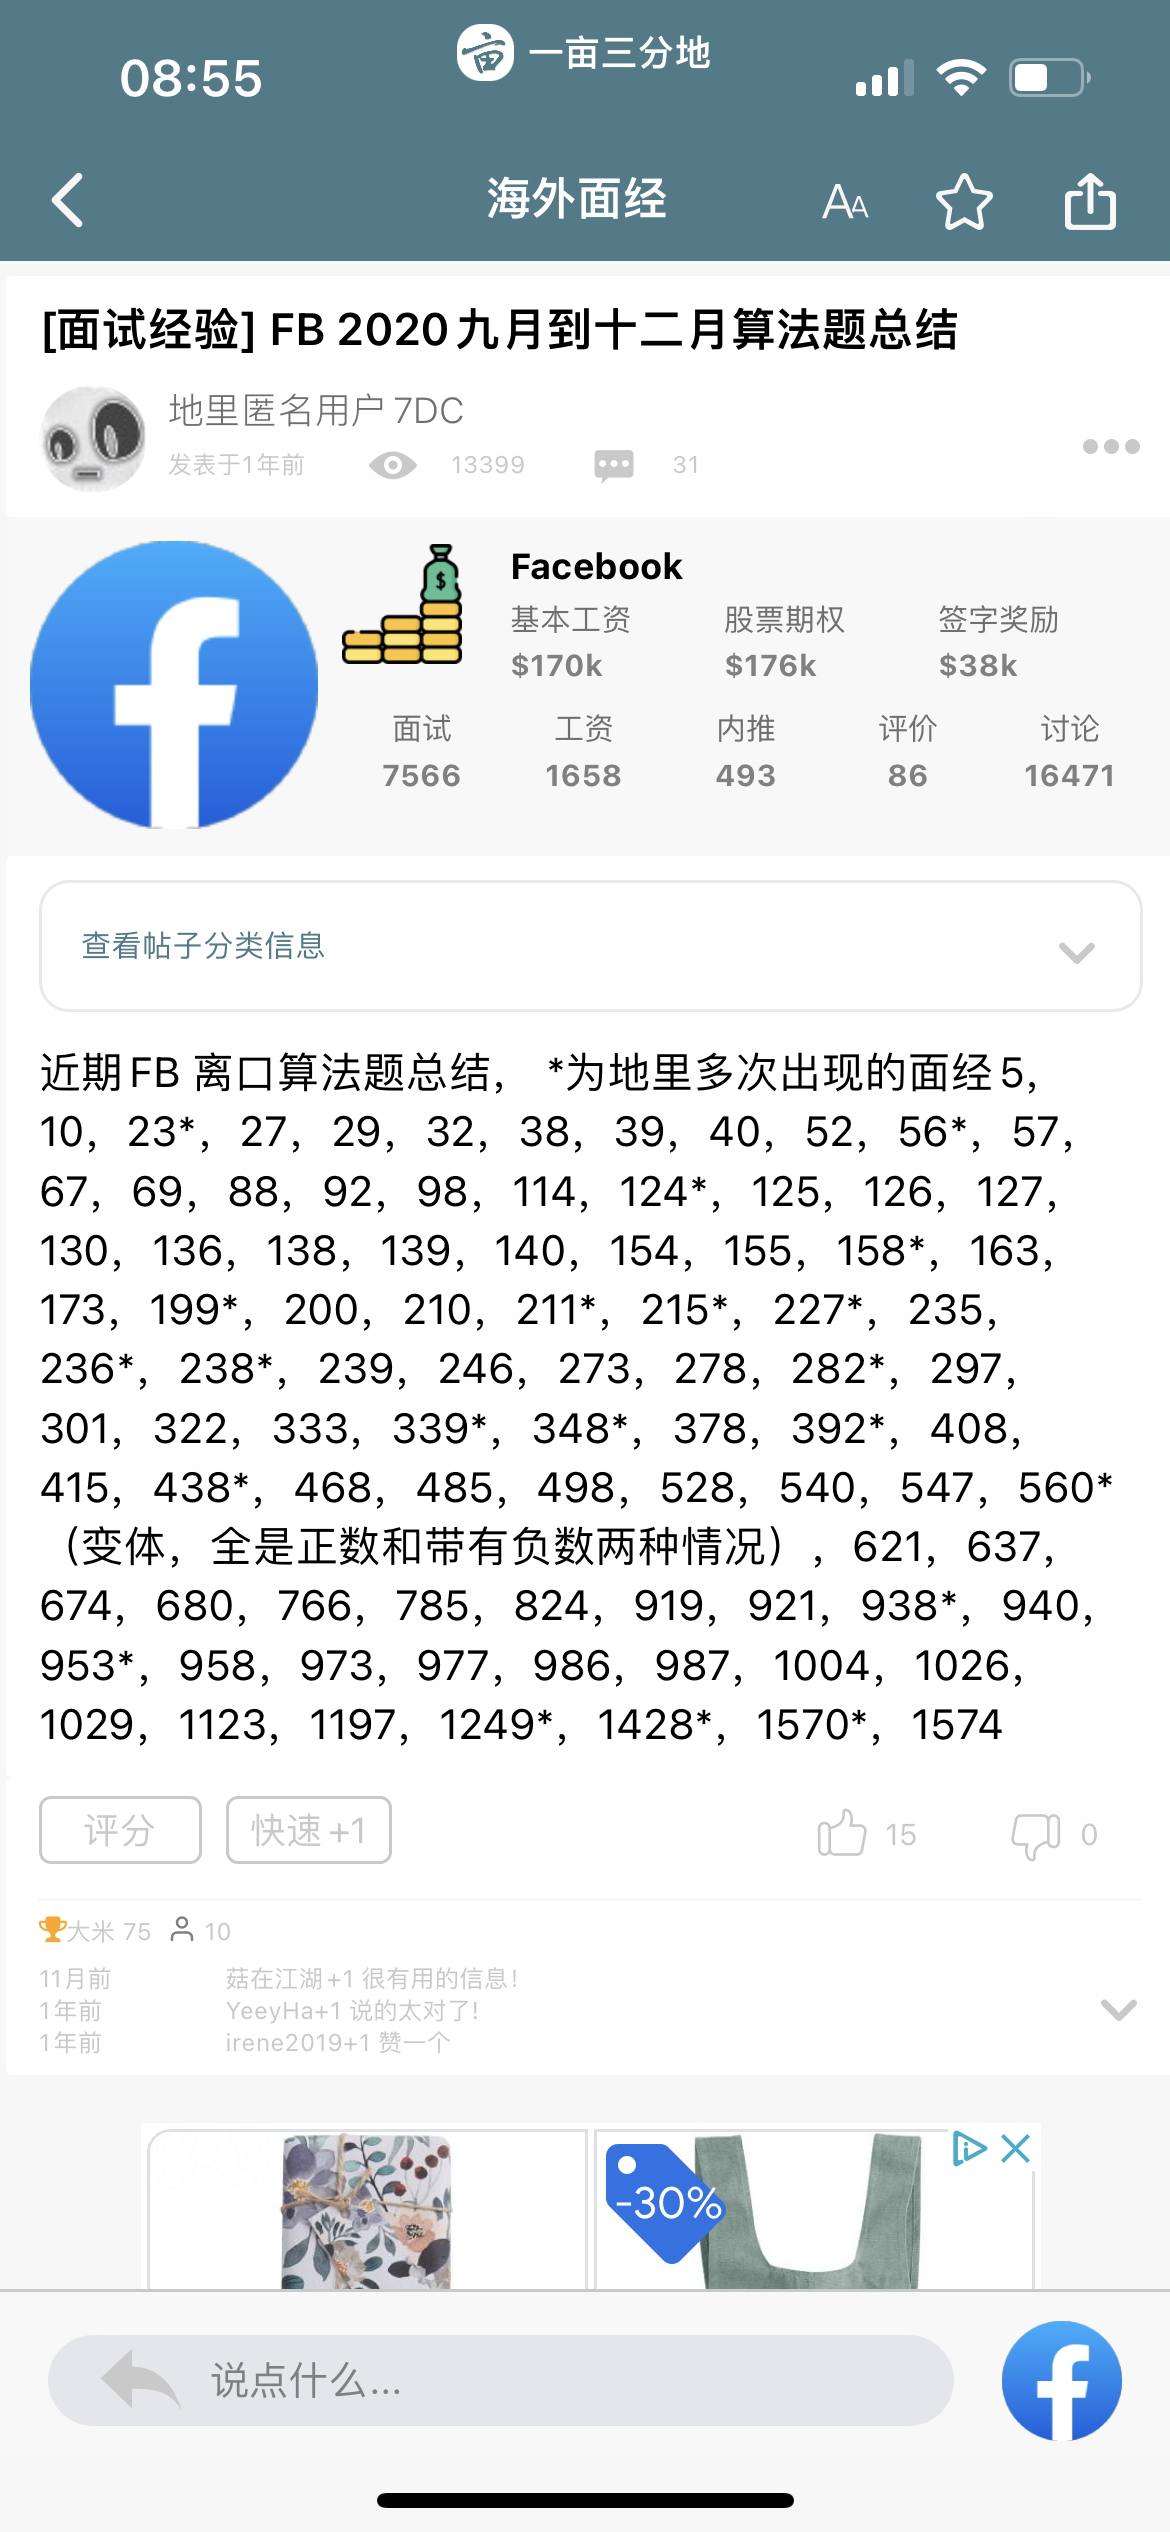 08:55
一亩三分地
海外面经
AA
[面试经验] FB 2020九月到十二月算法题总结
地里匿名用户7DC
发表于1年前 13399 31
Facebook
基本工资 股票期权 签字奖励
$170k $176k $38k
面试 工资 内推 评价 讨论
7566 1658 493 86 16471
查看帖子分类信息
近期FB 离口算法题总结， *为地里多次出现的面经5，
10，23*，27，29，32，38，39，40，52，56*，57，
67，69，88，92，98，114，124*，125，126，127，
130，136，138，139，140，154，155，158*，163，
173，199*，200，210，211*，215*，227*，235，
236*，238*，239，246，273，278，282*，297，
301，322，333，339*，348*，378，392*，408，
415，438*，468，485，498，528，540，547，560*
（变体，全是正数和带有负数两种情况）,621，637，
674，680，766，785，824，919，921，938*，940，
953*，958，973，977，986，987，1004，1026，
1029，1123，1197，1249*，1428*，1570*，1574
评分 快速+1 15 0
大米 75 10
11月前 菇在江湖+1 很有用的信息！
1年前 YeeyHa+1 说的太对了!
1年前 irene2019+1 赞一个
-30%
说点什么...